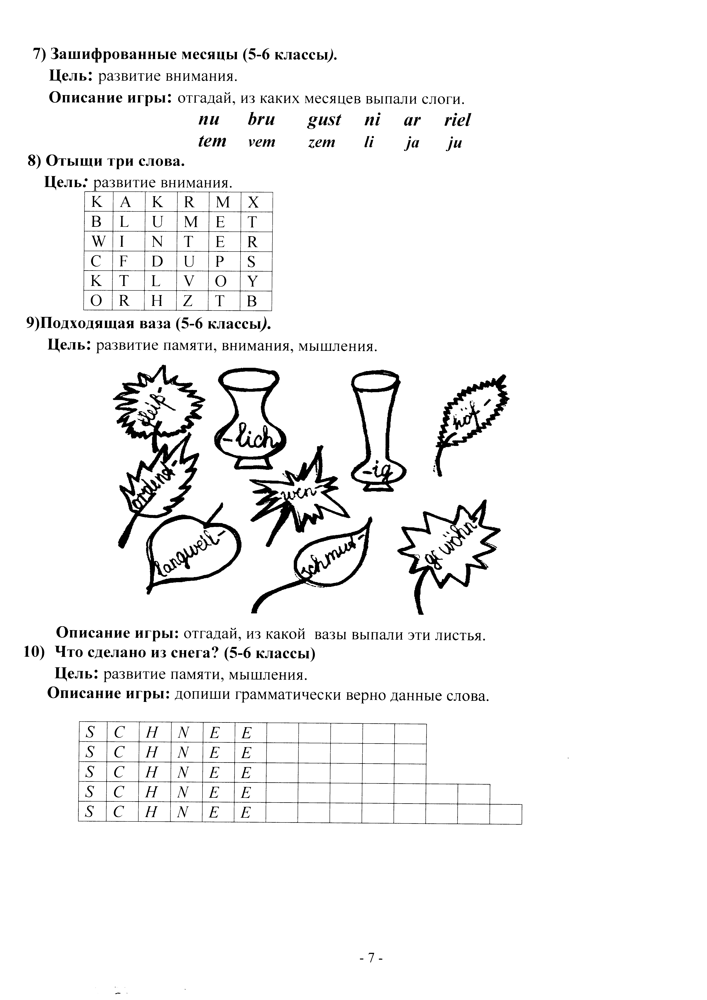 7) Зашифрованные месяцы (5-6 классы).
Цель: развитие внимания.
Описание игры: отгадай, из каких месяцев выпали слоги.
nu bru gust ni ar riel
tem vem zem li ja ju
8) Отыщи три слова.
Цель: развитие внимания.
K A K R M X
B L U M E T
W I N T E R
C F D U P S
K T L V O Y
O R H Z T B
9)Подходящая ваза (5-6 классы).
Цель: развитие памяти, внимания, мышления.
fleiß-
-lich
-ig
höf-
ordent-
wen-
langweil-
schmut-
gewöhn-
Описание игры: отгадай, из какой вазы выпали эти листья.
10) Что сделано из снега? (5-6 классы)
Цель: развитие памяти, мышления.
Описание игры: допиши грамматически верно данные слова.
S C H N E E
S C H N E E
S C H N E E
S C H N E E
S C H N E E
- 7 -